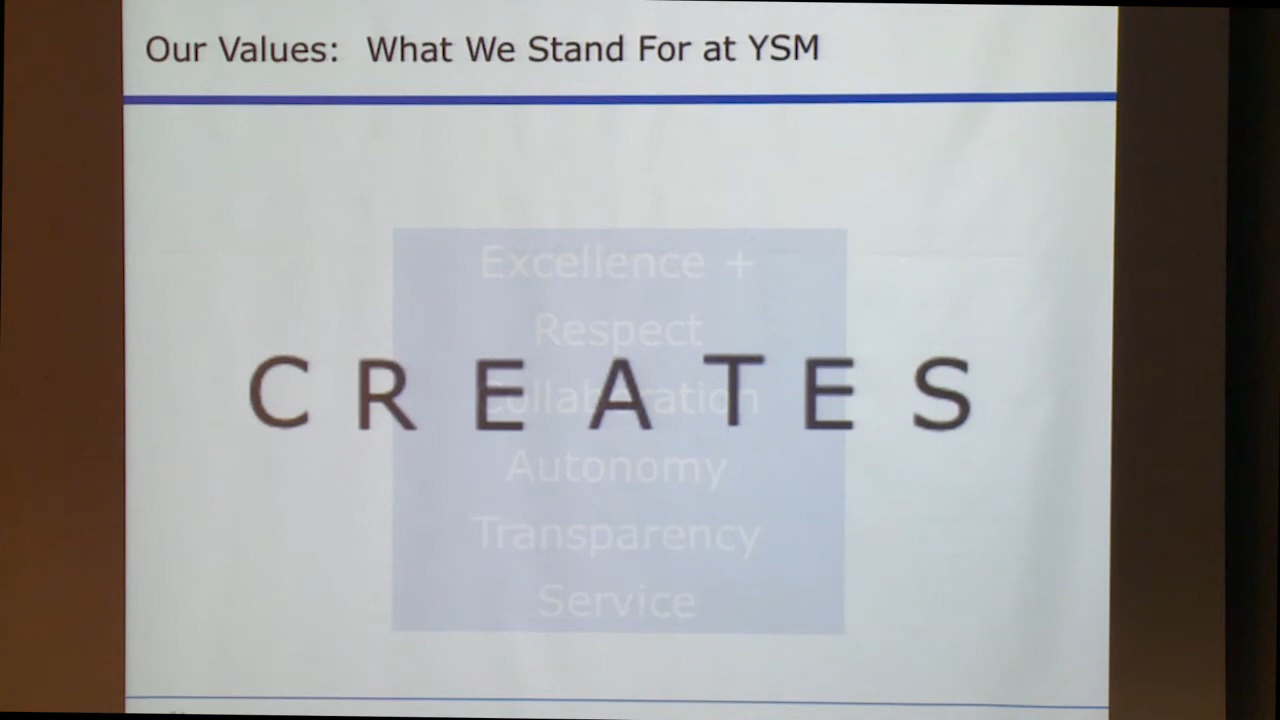 Our Values: What We Stand For at YSM
Excellence +
Respect
C R E A T E S
Collaboration
Autonomy
Transparency
Service